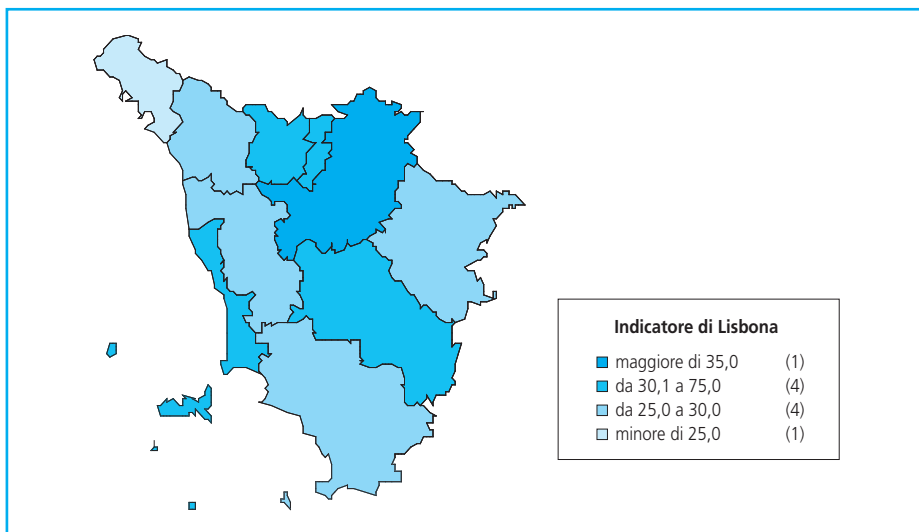 Indicatore di Lisbona
maggiore di 35,0 (1)
da 30,1 a 75,0 (4)
da 25,0 a 30,0 (4)
minore di 25,0 (1)